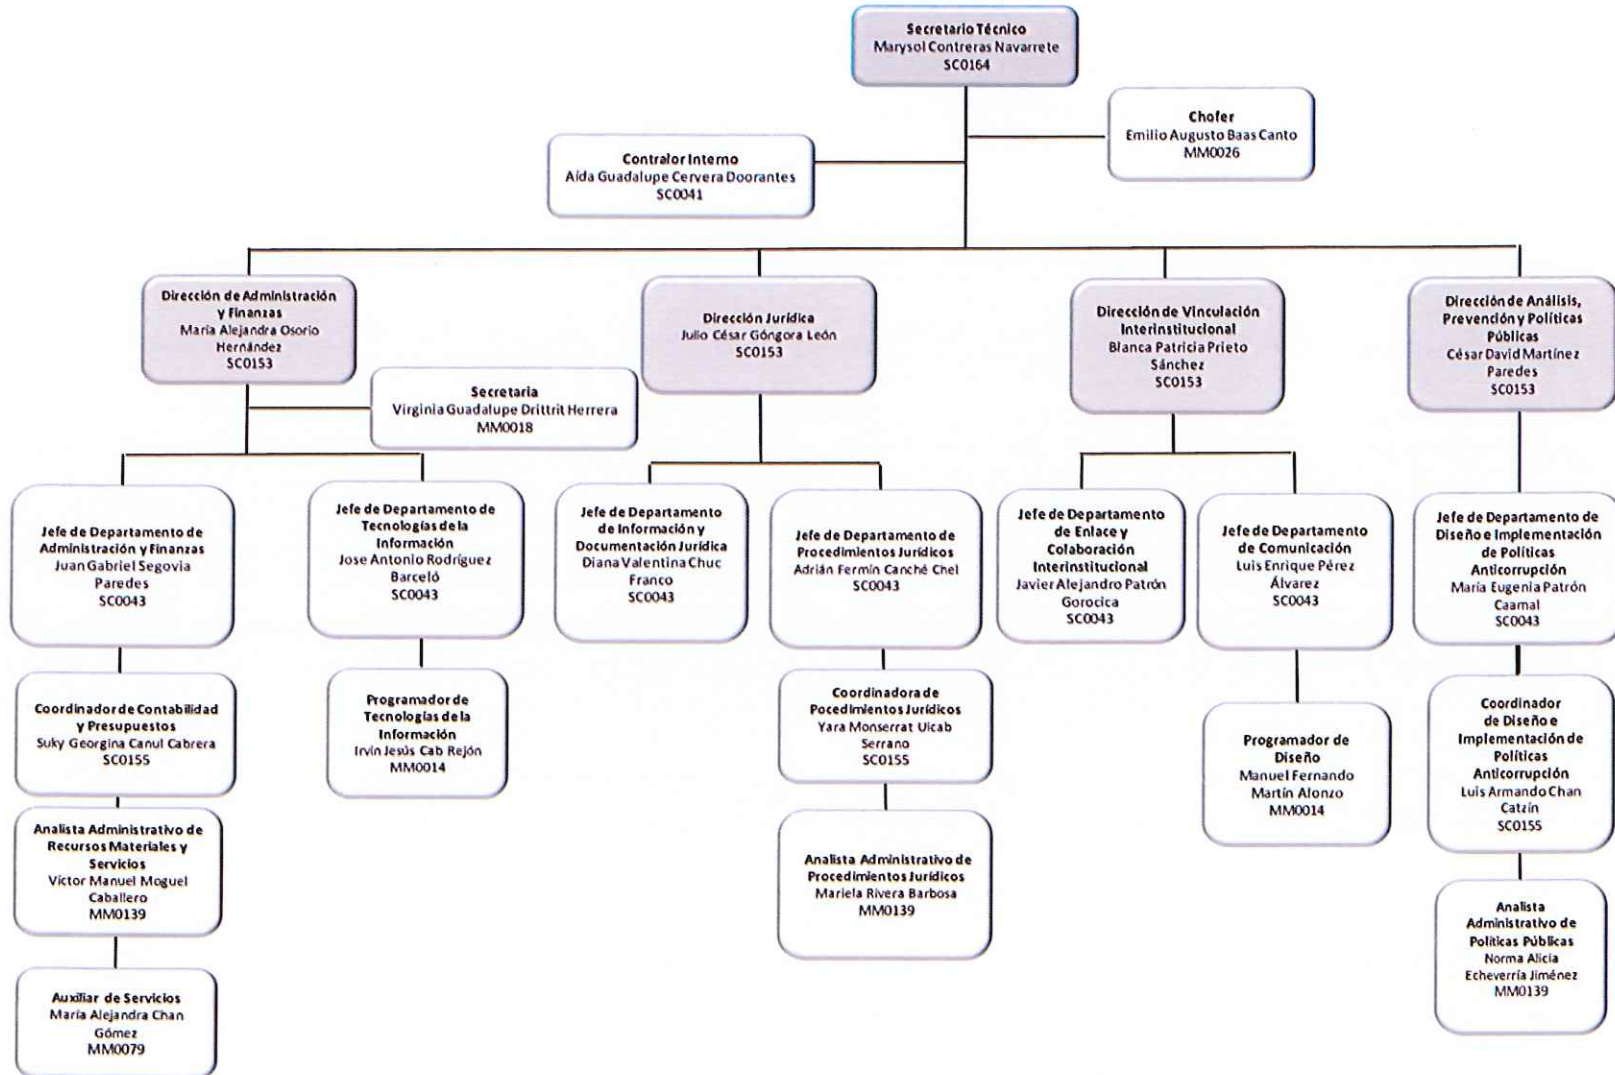 Secretario Técnico
Marysol Contreras Navarrete
SC0164
Chofer
Emilio Augusto Baas Canto
MM0026
Contralor Interno
Aída Guadalupe Cervera Doorantes
SC0041
Dirección de Administración
y Finanzas
María Alejandra Osorio
Hernández
SC0153
Dirección Jurídica
Julio César Góngora León
SC0153
Dirección de Vinculación
Interinstitucional
Blanca Patricia Prieto
Sánchez
SC0153
Dirección de Análisis,
Prevención y Políticas
Públicas
César David Martínez
Paredes
SC0153
Secretaria
Virginia Guadalupe Drittrit Herrera
MM0018
Jefe de Departamento de
Administración y Finanzas
Juan Gabriel Segovia
Paredes
SC0043
Jefe de Departamento de
Tecnologías de la
Información
Jose Antonio Rodríguez
Barceló
SC0043
Jefe de Departamento
de Información y
Documentación Jurídica
Diana Valentina Chuc
Franco
SC0043
Jefe de Departamento de
Procedimientos Jurídicos
Adrián Fermín Canché Chel
SC0043
Jefe de Departamento
de Enlace y
Colaboración
Interinstitucional
Javier Alejandro Patrón
Gorocica
SC0043
Jefe de Departamento
de Comunicación
Luis Enrique Pérez
Álvarez
SC0043
Jefe de Departamento de
Diseño e Implementación
de Políticas
Anticorrupción
María Eugenia Patrón
Caamal
SC0043
Coordinador de Contabilidad
y Presupuestos
Suky Georgina Canul Cabrera
SC0155
Programador de
Tecnologías de la
Información
Irvin Jesús Cab Rejón
MM0014
Coordinadora de
Pocedimientos Jurídicos
Yara Monserrat Uicab
Serrano
SC0155
Programador de
Diseño
Manuel Fernando
Martín Alonzo
MM0014
Coordinador
de Diseño e
Implementación de
Políticas
Anticorrupción
Luis Armando Chan
Catzín
SC0155
Analista Administrativo de
Recursos Materiales y
Servicios
Víctor Manuel Moguel
Caballero
MM0139
Analista Administrativo de
Procedimientos Jurídicos
Mariela Rivera Barbosa
MM0139
Analista
Administrativo de
Políticas Públicas
Norma Alicia
Echeverría Jiménez
MM0139
Auxiliar de Servicios
María Alejandra Chan
Gómez
MM0079